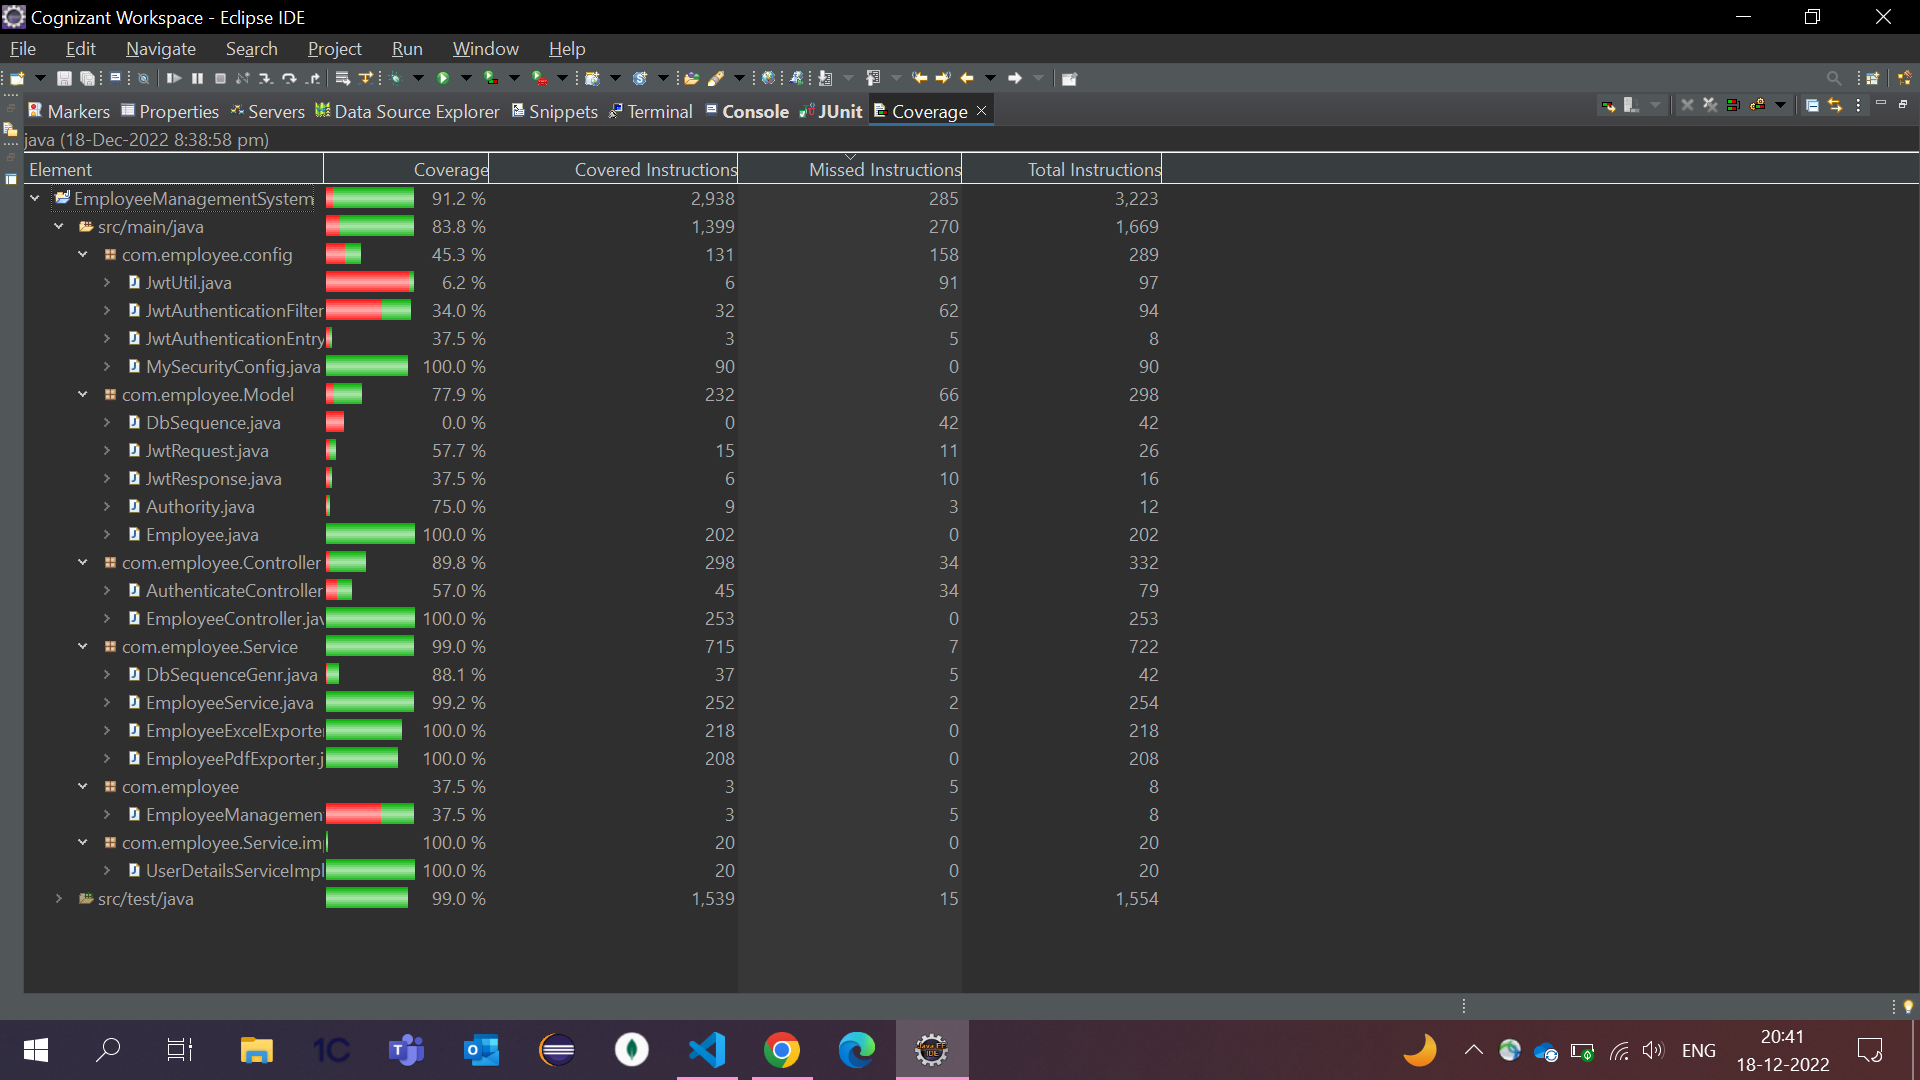 Cognizant Workspace - Eclipse IDE
File Edit Navigate Search Project Run Window Help
Markers Properties Servers Data Source Explorer Snippets Terminal Console JUnit Coverage
java (18-Dec-2022 8:38:58 pm)
Element Coverage Covered Instructions Missed Instructions Total Instructions
EmployeeManagementSystem 91.2 % 2,938 285 3,223
src/main/java 83.8 % 1,399 270 1,669
com.employee.config 45.3 % 131 158 289
JwtUtil.java 6.2 % 6 91 97
JwtAuthenticationFilter 34.0 % 32 62 94
JwtAuthenticationEntry 37.5 % 3 5 8
MySecurityConfig.java 100.0 % 90 0 90
com.employee.Model 77.9 % 232 66 298
DbSequence.java 0.0 % 0 42 42
JwtRequest.java 57.7 % 15 11 26
JwtResponse.java 37.5 % 6 10 16
Authority.java 75.0 % 9 3 12
Employee.java 100.0 % 202 0 202
com.employee.Controller 89.8 % 298 34 332
AuthenticateController 57.0 % 45 34 79
EmployeeController.jav 100.0 % 253 0 253
com.employee.Service 99.0 % 715 7 722
DbSequenceGenr.java 88.1 % 37 5 42
EmployeeService.java 99.2 % 252 2 254
EmployeeExcelExporter 100.0 % 218 0 218
EmployeePdfExporter.j 100.0 % 208 0 208
com.employee 37.5 % 3 5 8
EmployeeManagement 37.5 % 3 5 8
com.employee.Service.im 100.0 % 20 0 20
UserDetailsServiceImpl 100.0 % 20 0 20
src/test/java 99.0 % 1,539 15 1,554
1C
Java EE
IDE
ENG
20:41
18-12-2022